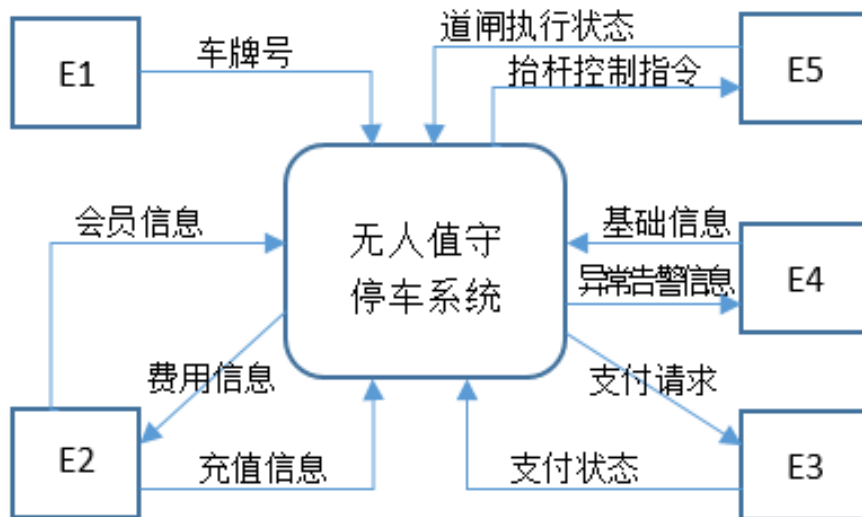 道闸执行状态
E1
车牌号
抬杆控制指令
E5
会员信息
无人值守
停车系统
基础信息
异常告警信息
E4
费用信息
支付请求
E2
充值信息
支付状态
E3